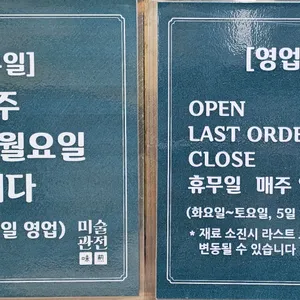 일]
주
월요일
니다
일 영업)
미술
관전
[영업
OPEN
LAST ORDE
CLOSE
휴무일 매주
(화요일~토요일, 5일
* 재료 소진시 라스트
변동될 수 있습니다